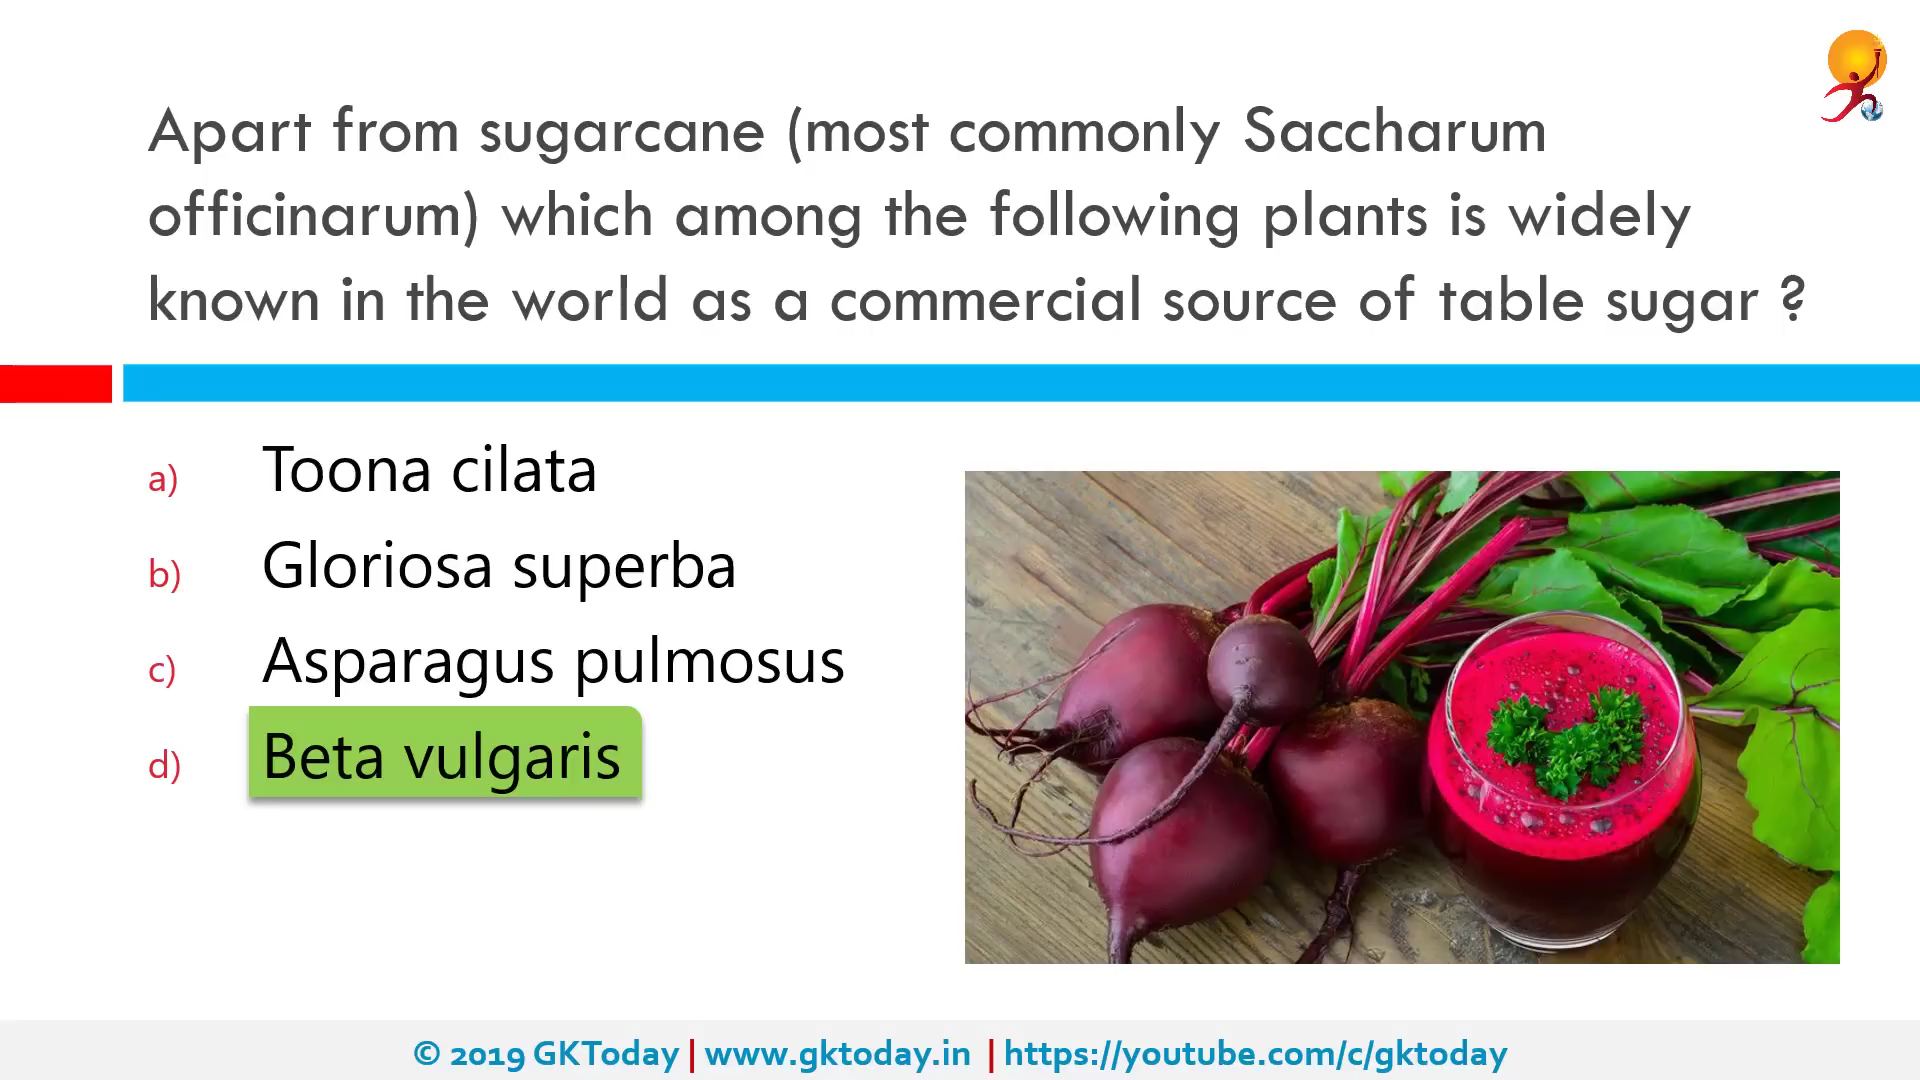 Apart from sugarcane (most commonly Saccharum
officinarum) which among the following plants is widely
known in the world as a commercial source of table sugar ?
a) Toona cilata
b) Gloriosa superba
c) Asparagus pulmosus
d) Beta vulgaris
© 2019 GKToday | www.gktoday.in | https://youtube.com/c/gktoday